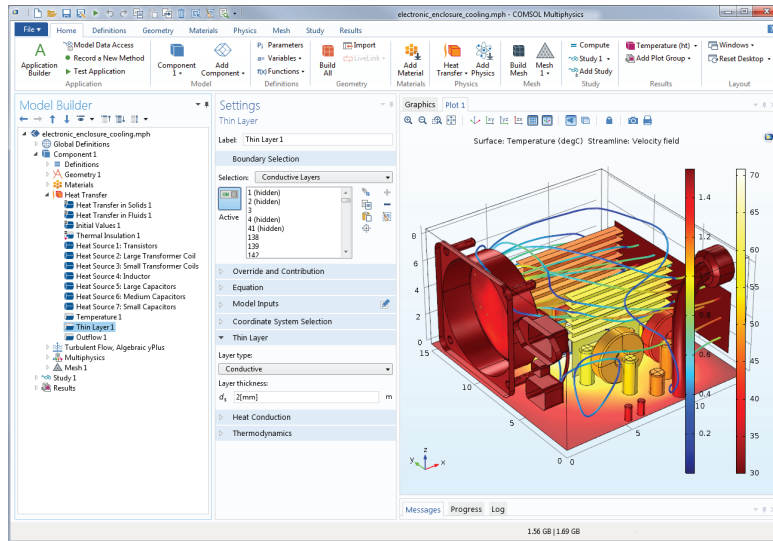 electronic_enclosure_cooling.mph - COMSOL Multiphysics
File Home Definitions Geometry Materials Physics Mesh Study Results
Application Builder
Model Data Access
Record a New Method
Test Application
Application
Component 1
Add Component
Model
Pi Parameters
a= Variables
f(x) Functions
Definitions
Build All
Import
LiveLink
Geometry
Add Material
Materials
Heat Transfer
Add Physics
Physics
Build Mesh
Mesh 1
Mesh
= Compute
Study 1
Add Study
Study
Temperature (ht)
Add Plot Group
Results
Windows
Reset Desktop
Layout
Model Builder
electronic_enclosure_cooling.mph
Global Definitions
Component 1
Definitions
Geometry 1
Materials
Heat Transfer
Heat Transfer in Solids 1
Heat Transfer in Fluids 1
Initial Values 1
Thermal Insulation 1
Heat Source 1: Transistors
Heat Source 2: Large Transformer Coil
Heat Source 3: Small Transformer Coils
Heat Source 4: Inductor
Heat Source 5: Large Capacitors
Heat Source 6: Medium Capacitors
Heat Source 7: Small Capacitors
Temperature 1
Thin Layer 1
Outflow 1
Turbulent Flow, Algebraic yPlus
Multiphysics
Mesh 1
Study 1
Results
Settings
Thin Layer
Label: Thin Layer 1
Boundary Selection
Selection: Conductive Layers
Active
1 (hidden)
2 (hidden)
3
4 (hidden)
41 (hidden)
138
139
142
Override and Contribution
Equation
Model Inputs
Coordinate System Selection
Thin Layer
Layer type:
Conductive
Layer thickness:
ds 2[mm] m
Heat Conduction
Thermodynamics
Graphics Plot 1
Surface: Temperature (degC) Streamline: Velocity field
8
6
4
2
0
15
10
5
0
0
5
10
y z x
1.4
1.2
1
0.8
0.6
0.4
0.2
70
65
60
55
50
45
40
35
30
Messages Progress Log
1.56 GB | 1.69 GB